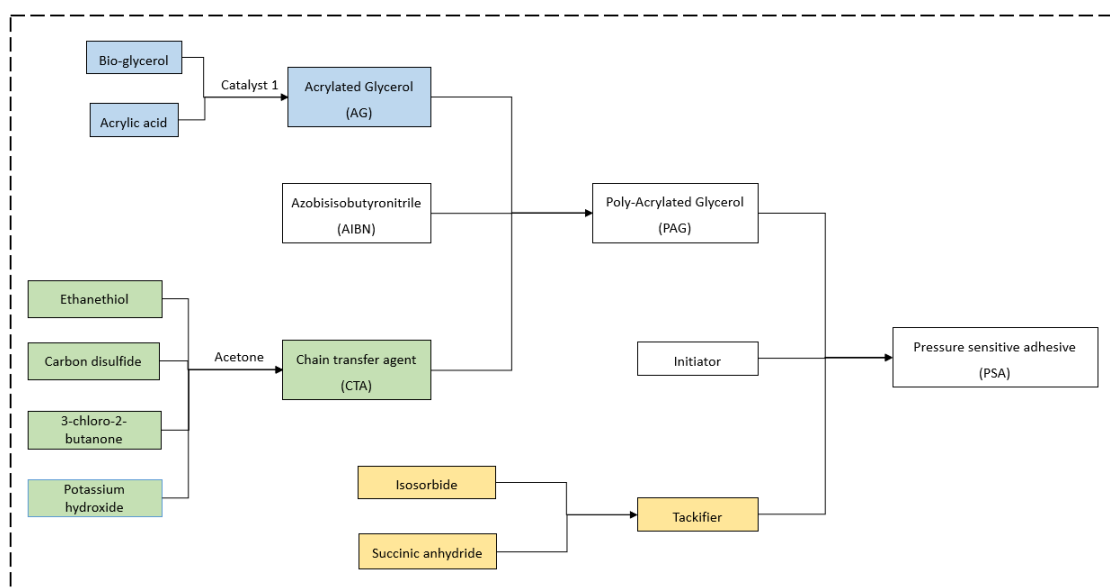 Bio-glycerol
Acrylic acid
Catalyst 1
Acrylated Glycerol
(AG)
Azobisisobutyronitrile
(AIBN)
Poly-Acrylated Glycerol
(PAG)
Ethanethiol
Carbon disulfide
3-chloro-2-
butanone
Potassium
hydroxide
Acetone
Chain transfer agent
(CTA)
Initiator
Pressure sensitive adhesive
(PSA)
Isosorbide
Succinic anhydride
Tackifier